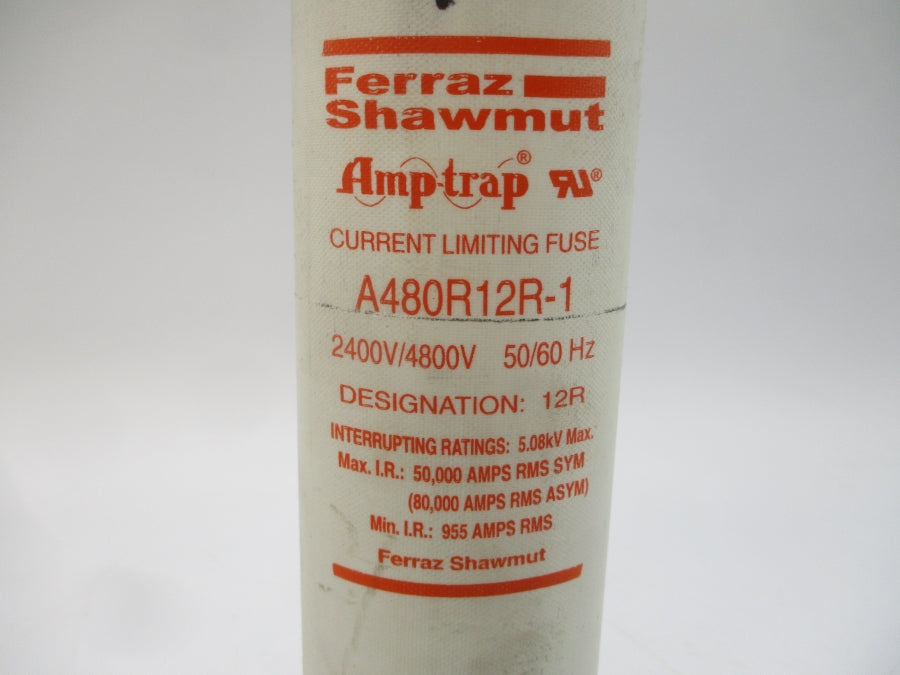 Ferraz
Shawmut
Amp-trap® RU®
CURRENT LIMITING FUSE
A480R12R-1
2400V/4800V 50/60 Hz
DESIGNATION: 12R
INTERRUPTING RATINGS: 5.08kV Max.
Max. I.R.: 50,000 AMPS RMS SYM
(80,000 AMPS RMS ASYM)
Min. I.R.: 955 AMPS RMS
Ferraz Shawmut